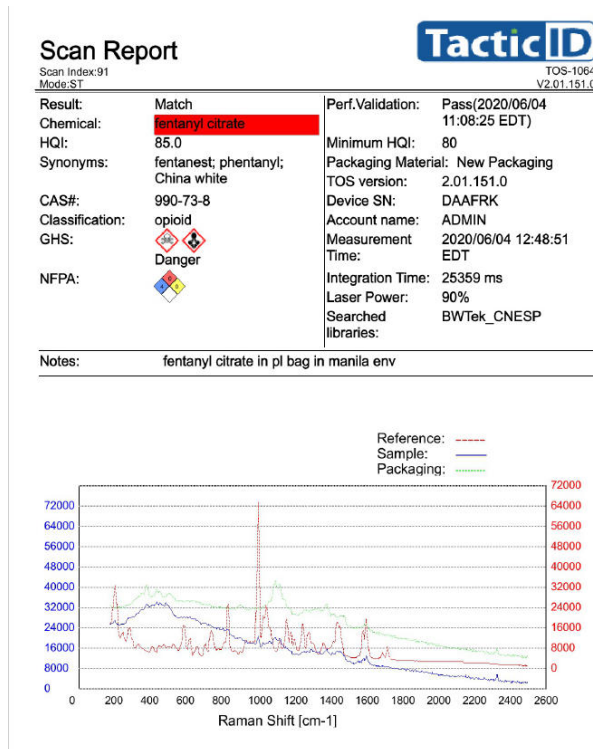 Scan Report
TacticID
Scan Index:91
Mode:ST
TOS-1064
V2.01.151.0
Result: Match
Chemical: fentanyl citrate
HQI: 85.0
Synonyms: fentanest; phentanyl;
China white
CAS#: 990-73-8
Classification: opioid
GHS:
Danger
NFPA:
4 0 0
Perf.Validation: Pass(2020/06/04
11:08:25 EDT)
Minimum HQI: 80
Packaging Material: New Packaging
TOS version: 2.01.151.0
Device SN: DAAFRK
Account name: ADMIN
Measurement 2020/06/04 12:48:51
Time: EDT
Integration Time: 25359 ms
Laser Power: 90%
Searched BWTek_CNESP
libraries:
Notes: fentanyl citrate in pl bag in manila env
Reference:
Sample:
Packaging:
72000
72000 64000
64000 56000
56000 48000
48000 40000
40000 32000
32000 24000
24000 16000
16000 8000
8000 0
0
0 200 400 600 800 1000 1200 1400 1600 1800 2000 2200 2400 2600
Raman Shift [cm-1]